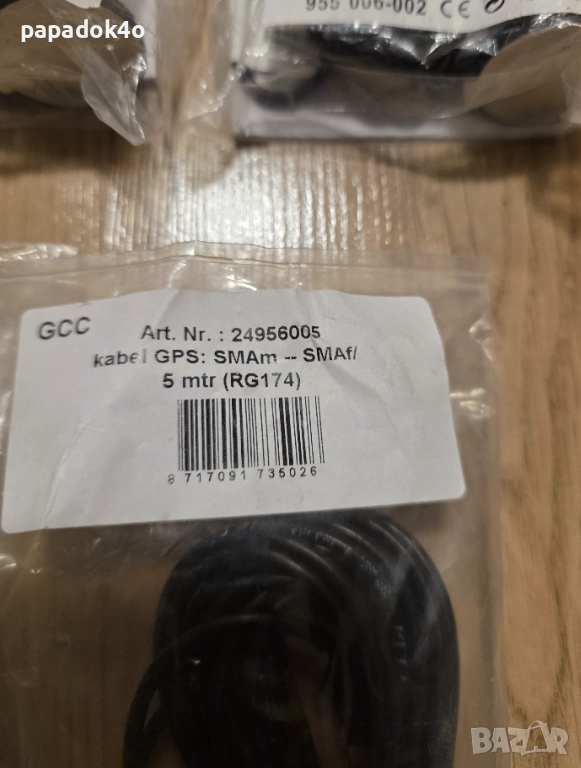 papadok4o
955 006-002 CE
GCC
Art. Nr. : 24956005
kabel GPS: SMAm -- SMAf/
5 mtr (RG174)
8 717091 735026
BAZAR